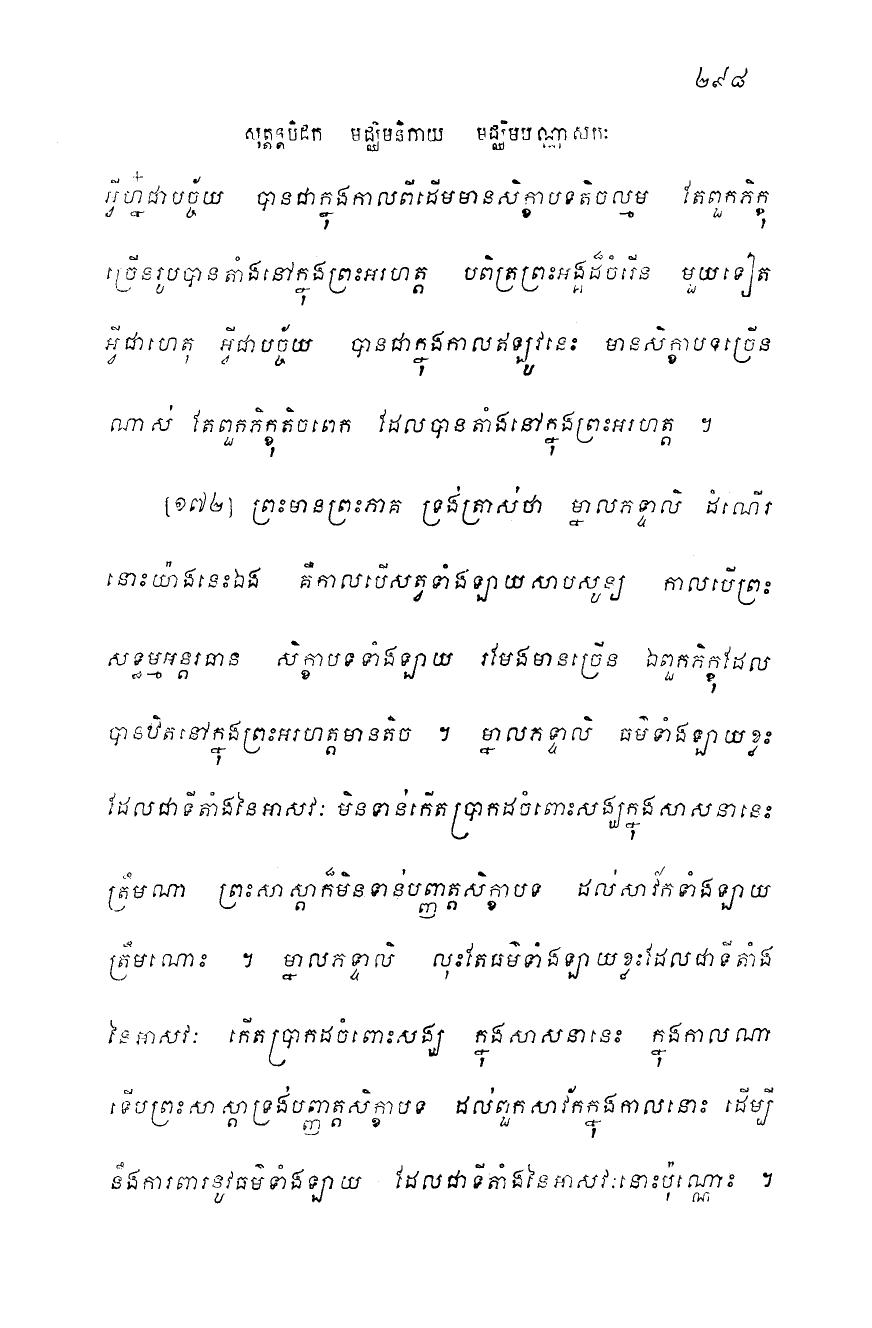 ២៩៨
សុត្តន្តបិដក មជ្ឈិមនិកាយ មជ្ឈិមបណ្ណាសកៈ
អ្វីហ្ន៎ជាបច្ច័យ បានជាក្នុងកាលពីដើមមានសិក្ខាបទតិចល្មម តែពួកភិក្ខុ
ច្រើនរូបបានតាំងនៅក្នុងព្រះអរហត្ត បពិត្រព្រះអង្គដ៏ចំរើន មួយទៀត
អ្វីជាហេតុ អ្វីជាបច្ច័យ បានជាក្នុងកាលឥឡូវនេះ មានសិក្ខាបទច្រើន
ណាស់ តែពួកភិក្ខុតិចពេក ដែលបានតាំងនៅក្នុងព្រះអរហត្ត ។
[១៧២] ព្រះមានព្រះភាគ ទ្រង់ត្រាស់ថា ម្នាលភទ្ទាលិ ដំណើរ
នោះយ៉ាងនេះឯង គឺកាលបើសត្វទាំងឡាយសាបសូន្យ កាលបើព្រះ
សទ្ធម្មអន្តរធាន សិក្ខាបទទាំងឡាយ រមែងមានច្រើន ឯពួកភិក្ខុដែល
បានឋិតនៅក្នុងព្រះអរហត្តមានតិច ។ ម្នាលភទ្ទាលិ ធម៌ទាំងឡាយខ្លះ
ដែលជាទីតាំងនៃអាសវៈ មិនទាន់កើតប្រាកដចំពោះសង្ឃក្នុងសាសនានេះ
ត្រឹមណា ព្រះសាស្តាក៏មិនទាន់បញ្ញត្តសិក្ខាបទ ដល់សាវ័កទាំងឡាយ
ត្រឹមណោះ ។ ម្នាលភទ្ទាលិ លុះតែធម៌ទាំងឡាយខ្លះដែលជាទីតាំង
នៃអាសវៈ កើតប្រាកដចំពោះសង្ឃ ក្នុងសាសនានេះ ក្នុងកាលណា
ទើបព្រះសាស្តាទ្រង់បញ្ញត្តសិក្ខាបទ ដល់ពួកសាវ័កក្នុងកាលនោះ ដើម្បី
នឹងការពារនូវធម៌ទាំងឡាយ ដែលជាទីតាំងនៃអាសវៈនោះប៉ុណ្ណោះ ។